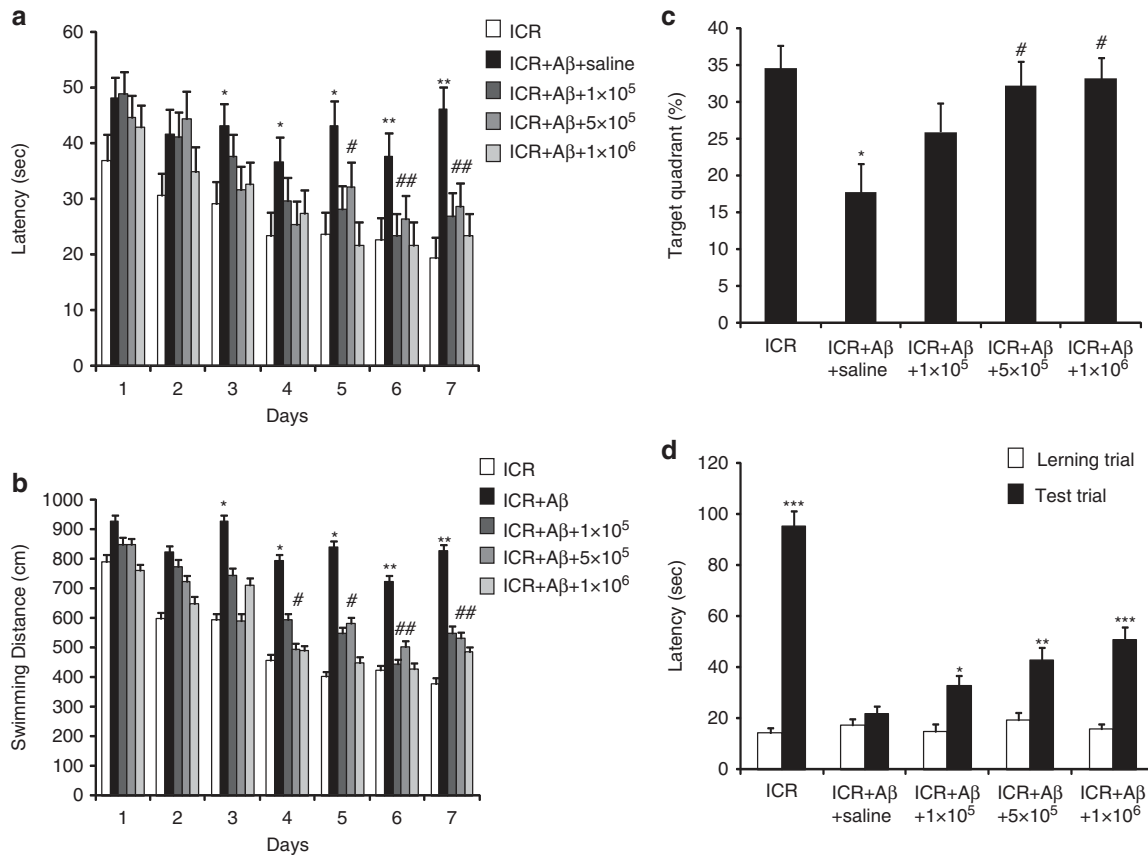 a
60
50
40
30
20
10
0
Latency (sec)
* * * ** **
# ## ##
1 2 3 4 5 6 7
Days
ICR
ICR+Aβ+saline
ICR+Aβ+1×10⁵
ICR+Aβ+5×10⁵
ICR+Aβ+1×10⁶
b
1000
900
800
700
600
500
400
300
200
100
0
Swimming Distance (cm)
* * * ** **
# # ## ##
1 2 3 4 5 6 7
Days
ICR
ICR+Aβ
ICR+Aβ+1×10⁵
ICR+Aβ+5×10⁵
ICR+Aβ+1×10⁶
c
40
35
30
25
20
15
10
5
0
Target quadrant (%)
* # #
ICR ICR+Aβ ICR+Aβ ICR+Aβ ICR+Aβ
+saline +1×10⁵ +5×10⁵ +1×10⁶
d
120
100
80
60
40
20
0
Latency (sec)
Lerning trial
Test trial
*** * ** ***
ICR ICR+Aβ ICR+Aβ ICR+Aβ ICR+Aβ
+saline +1×10⁵ +5×10⁵ +1×10⁶